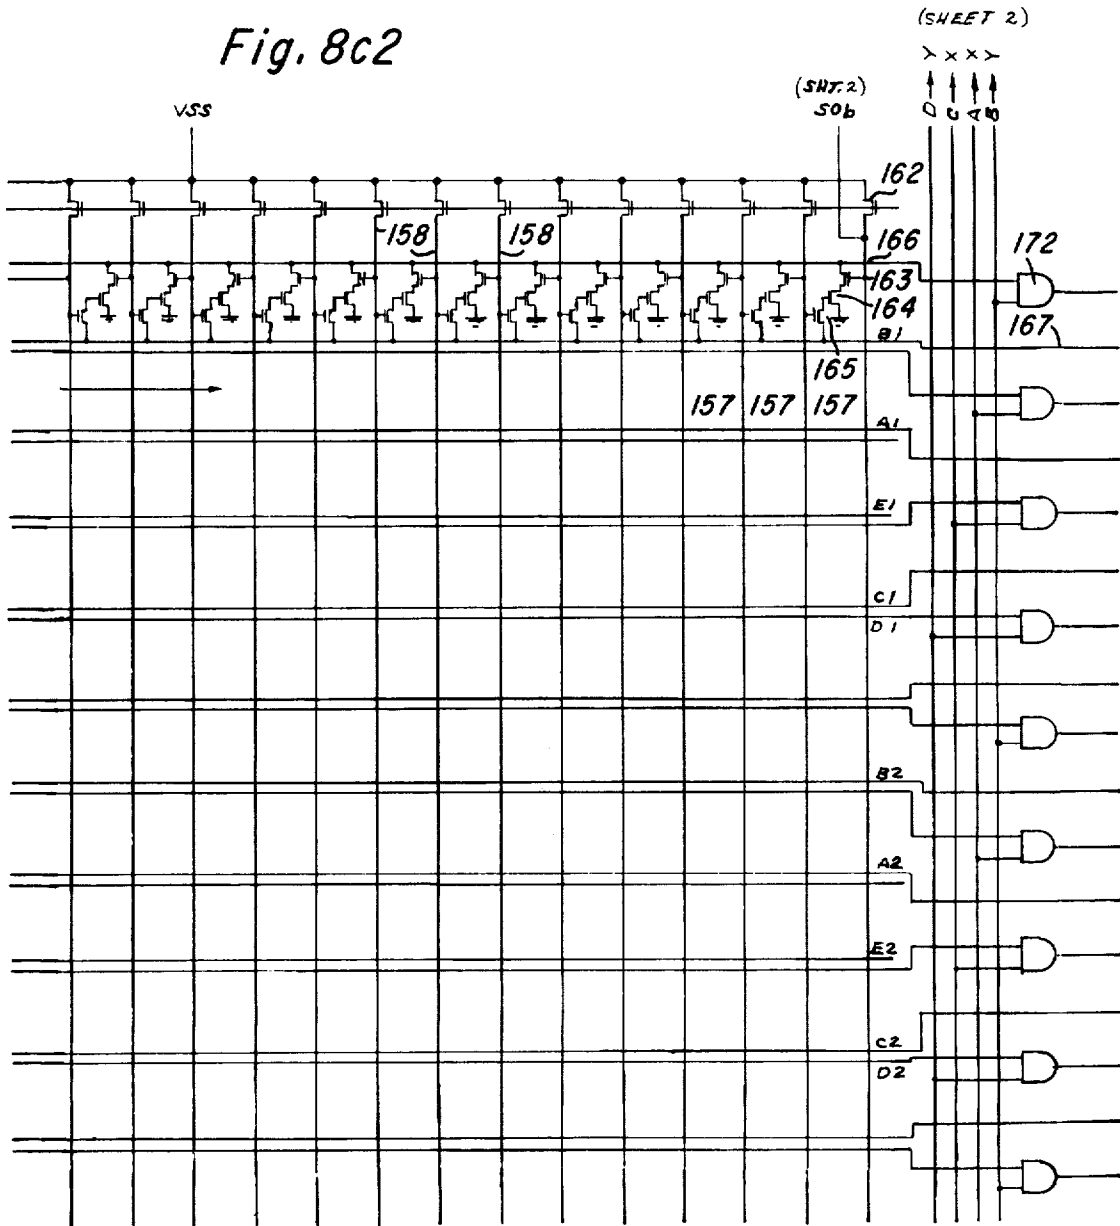 (SHEET 2)
Fig. 8c2
Y X X Y
(SHT. 2)
VSS
SOb
D C A B
162
158
158
166
172
163
164
B1
167
165
157 157 157
A1
E1
C1
D1
B2
A2
E2
C2
D2